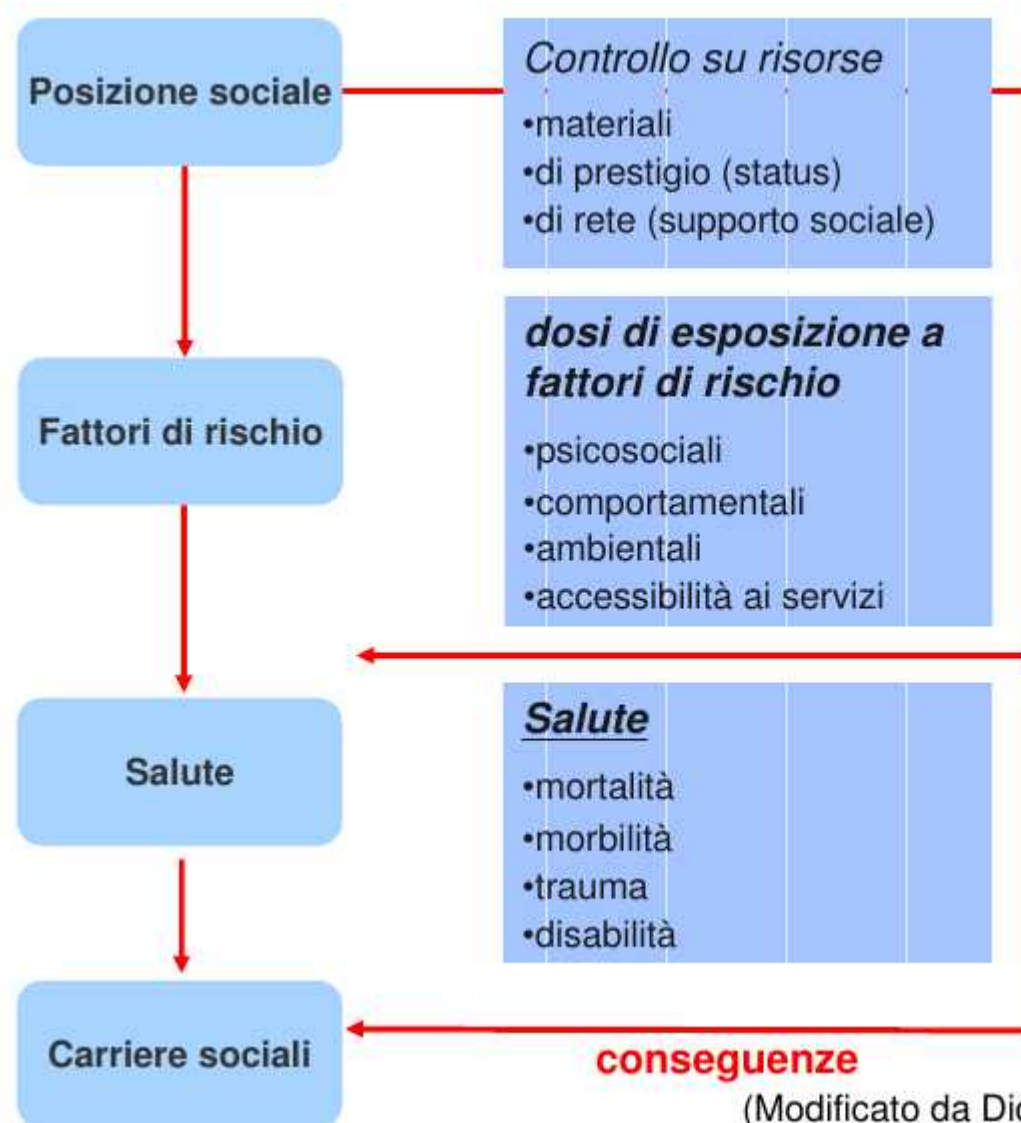 Posizione sociale
Controllo su risorse
•materiali
•di prestigio (status)
•di rete (supporto sociale)
Fattori di rischio
dosi di esposizione a
fattori di rischio
•psicosociali
•comportamentali
•ambientali
•accessibilità ai servizi
Salute
Salute
•mortalità
•morbilità
•trauma
•disabilità
Carriere sociali
conseguenze
(Modificato da